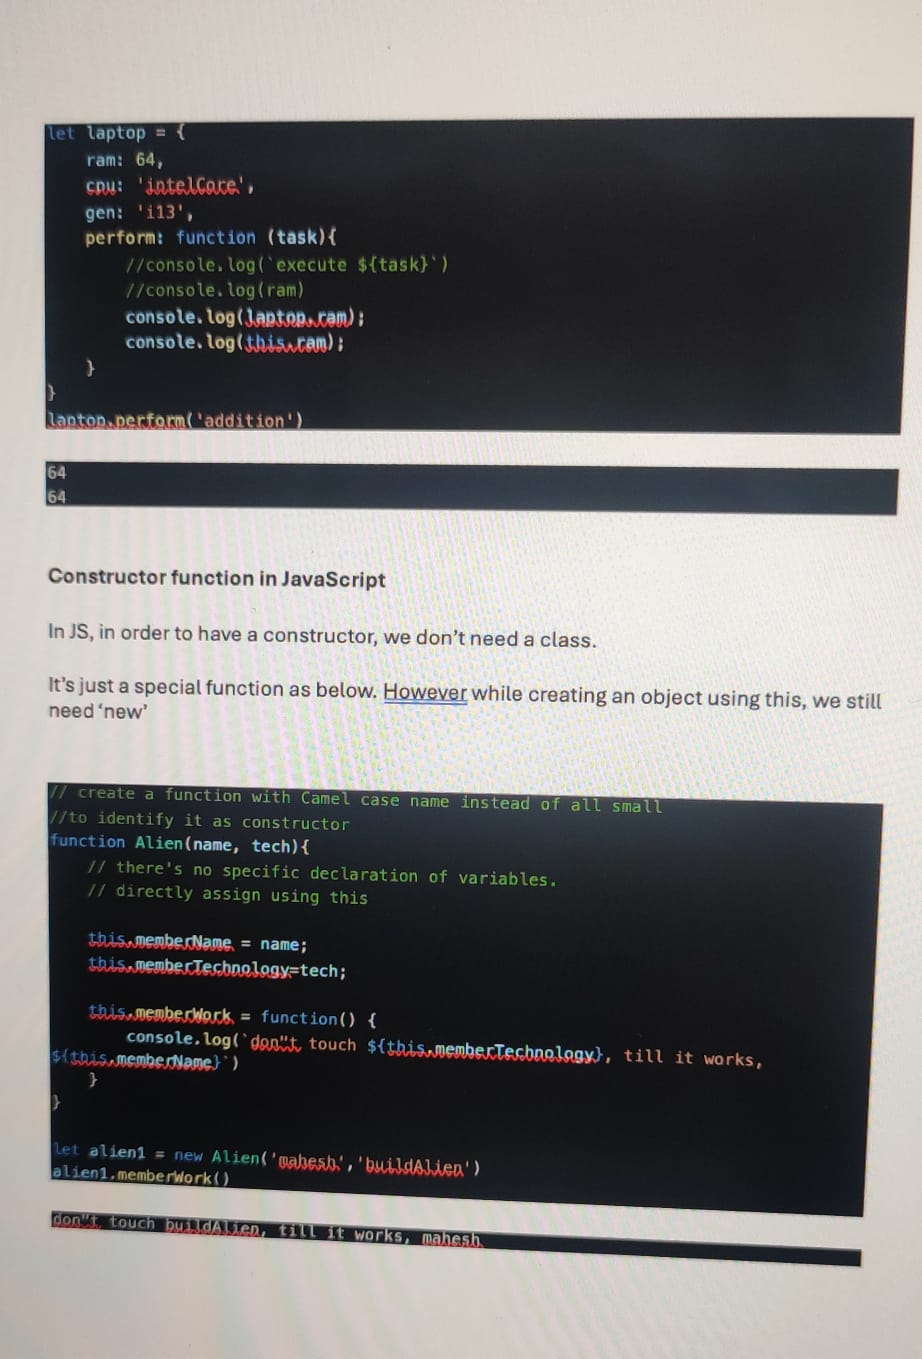 let laptop = {
    ram: 64,
    cpu: 'intelCore',
    gen: 'i13',
    perform: function (task){
        //console.log(`execute ${task}`)
        //console.log(ram)
        console.log(laptop.ram);
        console.log(this.ram);
    }
}
laptop.perform('addition')
64
64
Constructor function in JavaScript
In JS, in order to have a constructor, we don’t need a class.
It’s just a special function as below. However while creating an object using this, we still
need ‘new’
// create a function with Camel case name instead of all small
//to identify it as constructor
function Alien(name, tech){
    // there's no specific declaration of variables.
    // directly assign using this
    this.memberName = name;
    this.memberTechnology=tech;
    this.memberWork = function() {
        console.log(`don"t touch ${this.memberTechnology}, till it works,
${this.memberName}`)
    }
}
let alien1 = new Alien('mahesh','buildAlien')
alien1.memberWork()
don"t touch buildAlien, till it works, mahesh